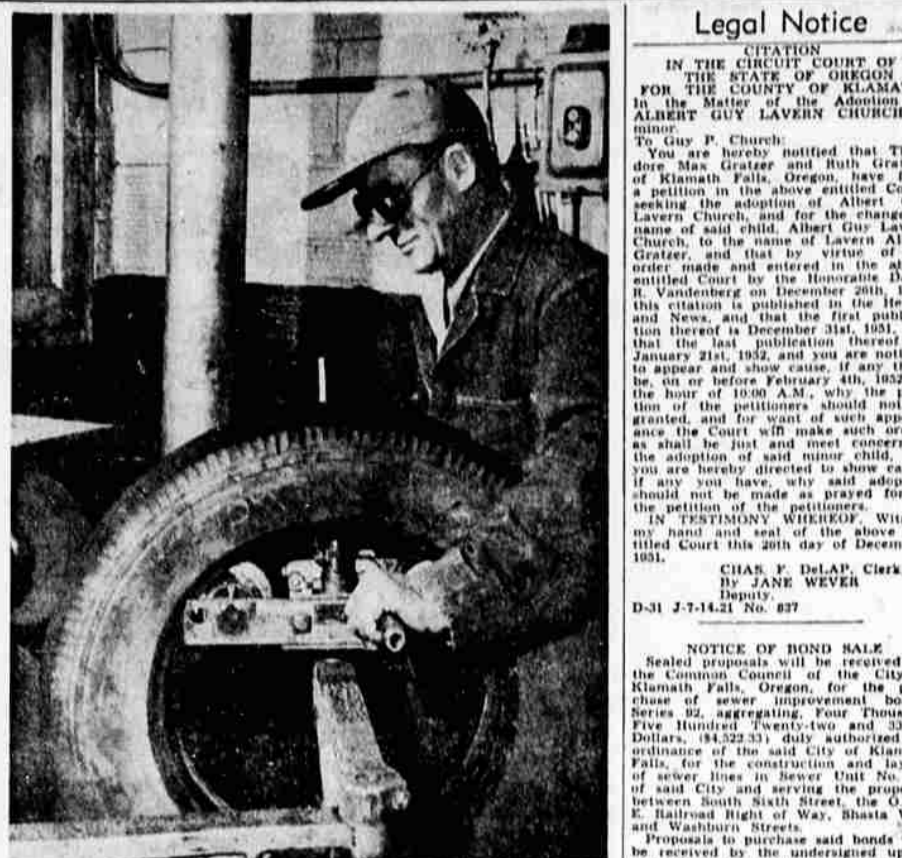 Legal Notice
CITATION
IN THE CIRCUIT COURT OF
THE STATE OF OREGON
FOR THE COUNTY OF KLAMA
In the Matter of the Adoption
ALBERT GUY LAVERN CHURCH
minor.
To Guy P. Church:
You are hereby notified that Th
dore Max Gratzer and Ruth Grat
of Klamath Falls, Oregon, have f
a petition in the above entitled Co
seeking the adoption of Albert
Lavern Church, and for the change
name of said child, Albert Guy Lav
Church, to the name of Lavern Al
Gratzer, and that by virtue of
order made and entered in the ab
entitled Court by the Honorable D
R. Vandenberg on December 26th, 1
this citation is published in the He
and News, and that the first publ
tion thereof is December 31st, 1951,
that the last publication thereof
January 21st, 1952, and you are noti
to appear and show cause, if any th
be, on or before February 4th, 1952
the hour of 10:00 A.M., why the p
tion of the petitioners should not
granted, and for want of such appe
ance the Court will make such ord
as shall be just and meet concern
the adoption of said minor child,
you are hereby directed to show ca
if any you have, why said adop
should not be made as prayed for
the petition of the petitioners.
IN TESTIMONY WHEREOF, Witn
my hand and seal of the above
titled Court this 26th day of Decem
1951.
CHAS. F. DeLAP, Clerk
By JANE WEVER
Deputy.
D-31 J-7-14-21 No. 837
NOTICE OF BOND SALE
Sealed proposals will be received
the Common Council of the City
Klamath Falls, Oregon, for the p
chase of sewer improvement bo
Series 92, aggregating, Four Thous
Five Hundred Twenty-two and 33
Dollars, ($4,522.33) duly authorized
ordinance of the said City of Klam
Falls, for the construction and lay
of sewer lines in Sewer Unit No.
of said City and serving the prope
between South Sixth Street, the O.
E. Railroad Right of Way, Shasta W
and Washburn Streets.
Proposals to purchase said bonds
be received by the undersigned up